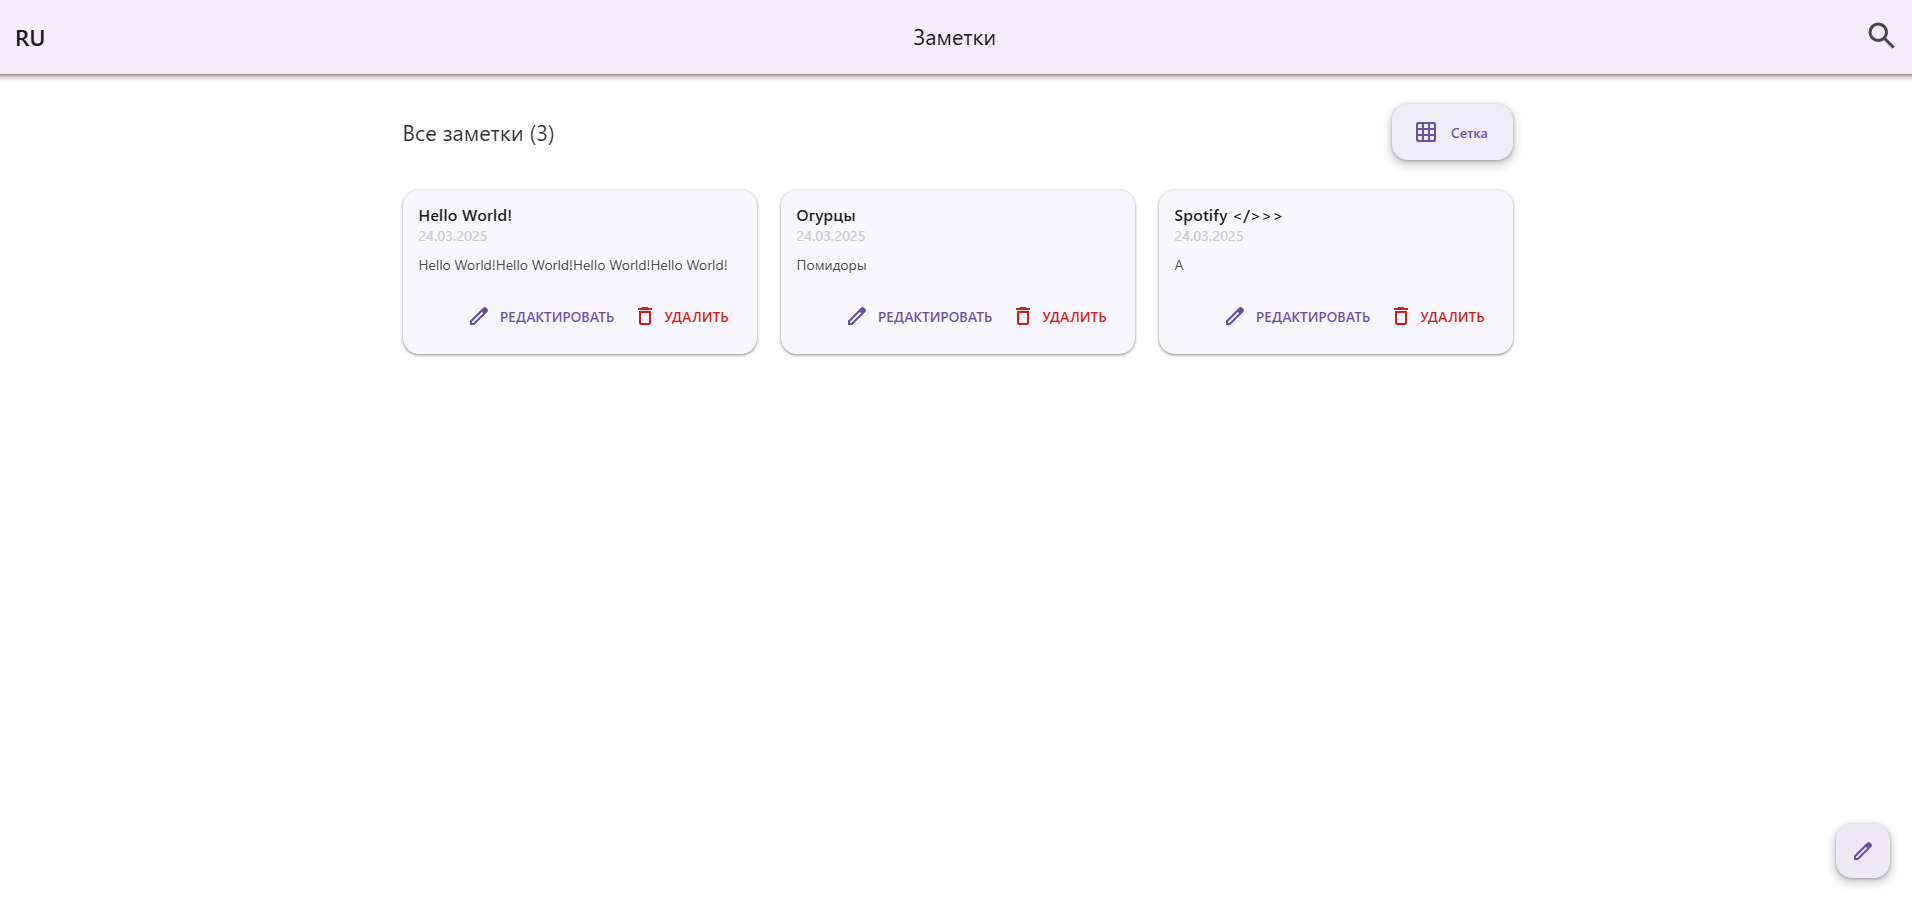 RU
Заметки
Все заметки (3)
Сетка
Hello World!
24.03.2025
Hello World!Hello World!Hello World!Hello World!
РЕДАКТИРОВАТЬ УДАЛИТЬ
Огурцы
24.03.2025
Помидоры
РЕДАКТИРОВАТЬ УДАЛИТЬ
Spotify </>>>
24.03.2025
А
РЕДАКТИРОВАТЬ УДАЛИТЬ